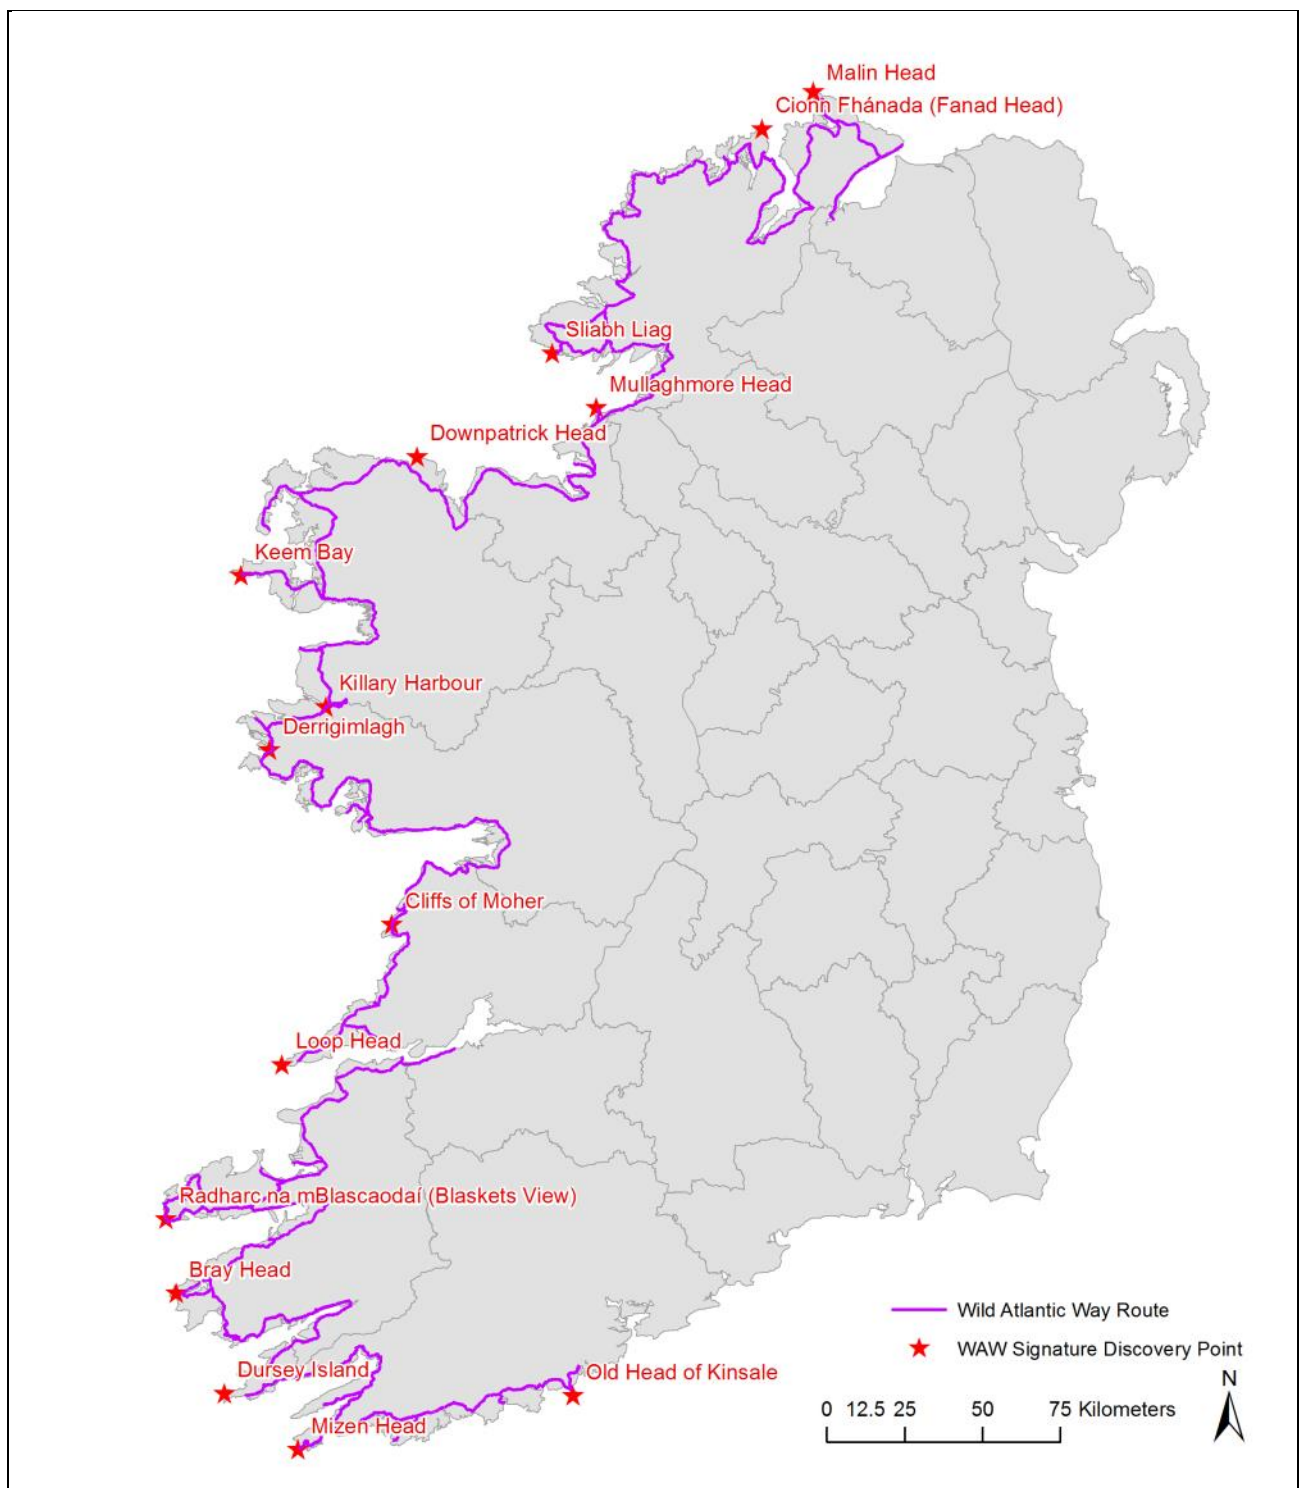 Malin Head
Cionn Fhánada (Fanad Head)
Sliabh Liag
Mullaghmore Head
Downpatrick Head
Keem Bay
Killary Harbour
Derrigimlagh
Cliffs of Moher
Loop Head
Radharc na mBlascaodaí (Blaskets View)
Bray Head
Wild Atlantic Way Route
WAW Signature Discovery Point
Dursey Island
Old Head of Kinsale
N
0 12.5 25 50 75 Kilometers
Mizen Head